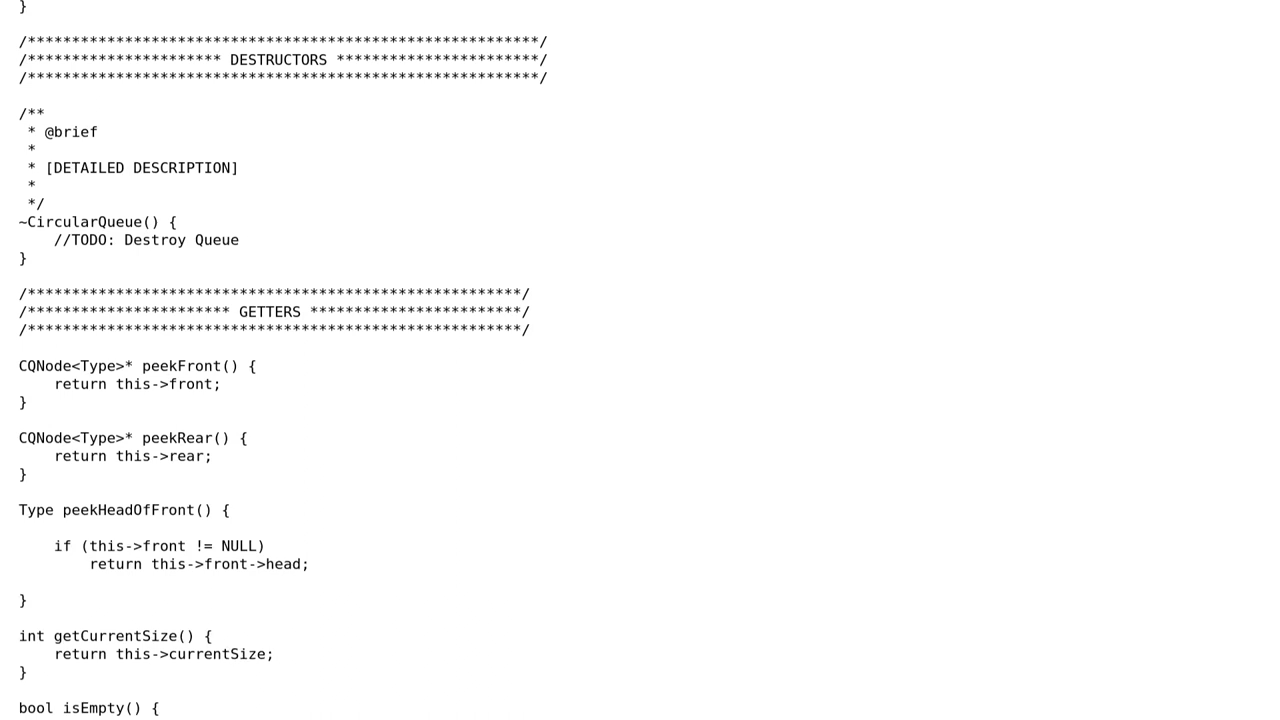 }
/**********************************************************/
/********************** DESTRUCTORS ***********************/
/**********************************************************/
/**
 * @brief
 *
 * [DETAILED DESCRIPTION]
 *
 */
~CircularQueue() {
    //TODO: Destroy Queue
}
/********************************************************/
/*********************** GETTERS ************************/
/********************************************************/
CQNode<Type>* peekFront() {
    return this->front;
}
CQNode<Type>* peekRear() {
    return this->rear;
}
Type peekHeadOfFront() {
    if (this->front != NULL)
        return this->front->head;
}
int getCurrentSize() {
    return this->currentSize;
}
bool isEmpty() {